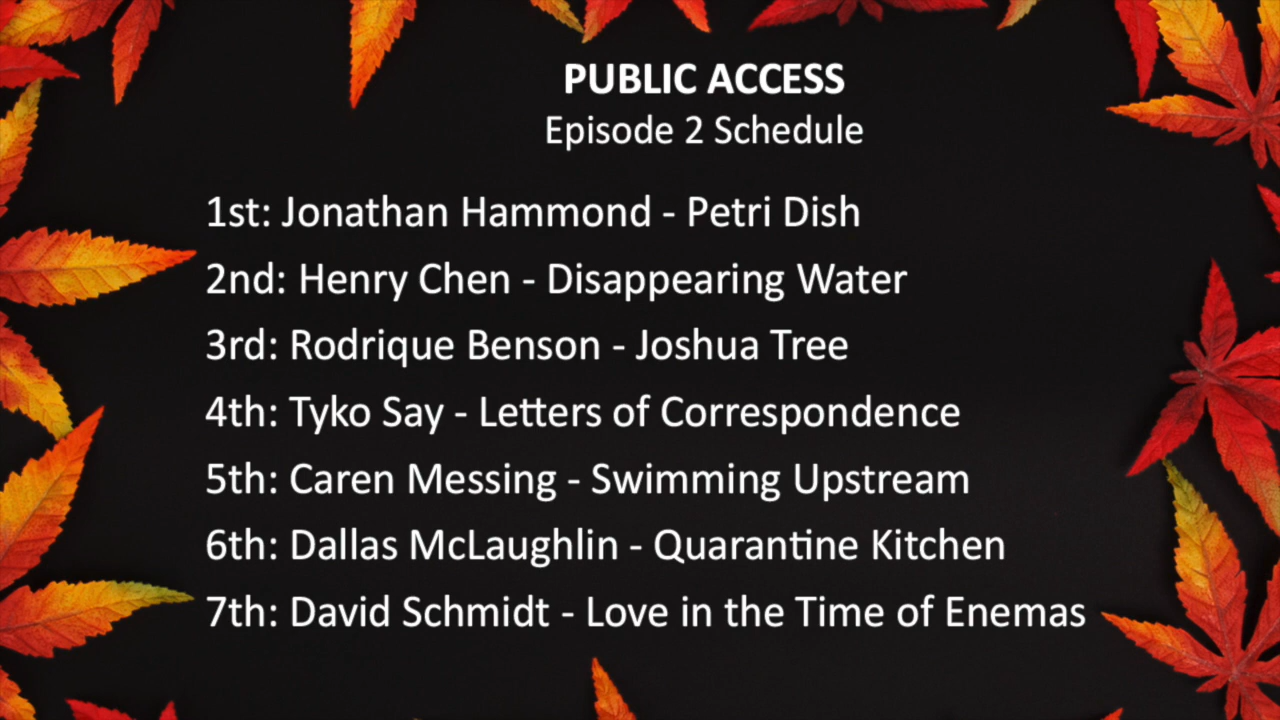 PUBLIC ACCESS
Episode 2 Schedule
1st: Jonathan Hammond - Petri Dish
2nd: Henry Chen - Disappearing Water
3rd: Rodrique Benson - Joshua Tree
4th: Tyko Say - Letters of Correspondence
5th: Caren Messing - Swimming Upstream
6th: Dallas McLaughlin - Quarantine Kitchen
7th: David Schmidt - Love in the Time of Enemas